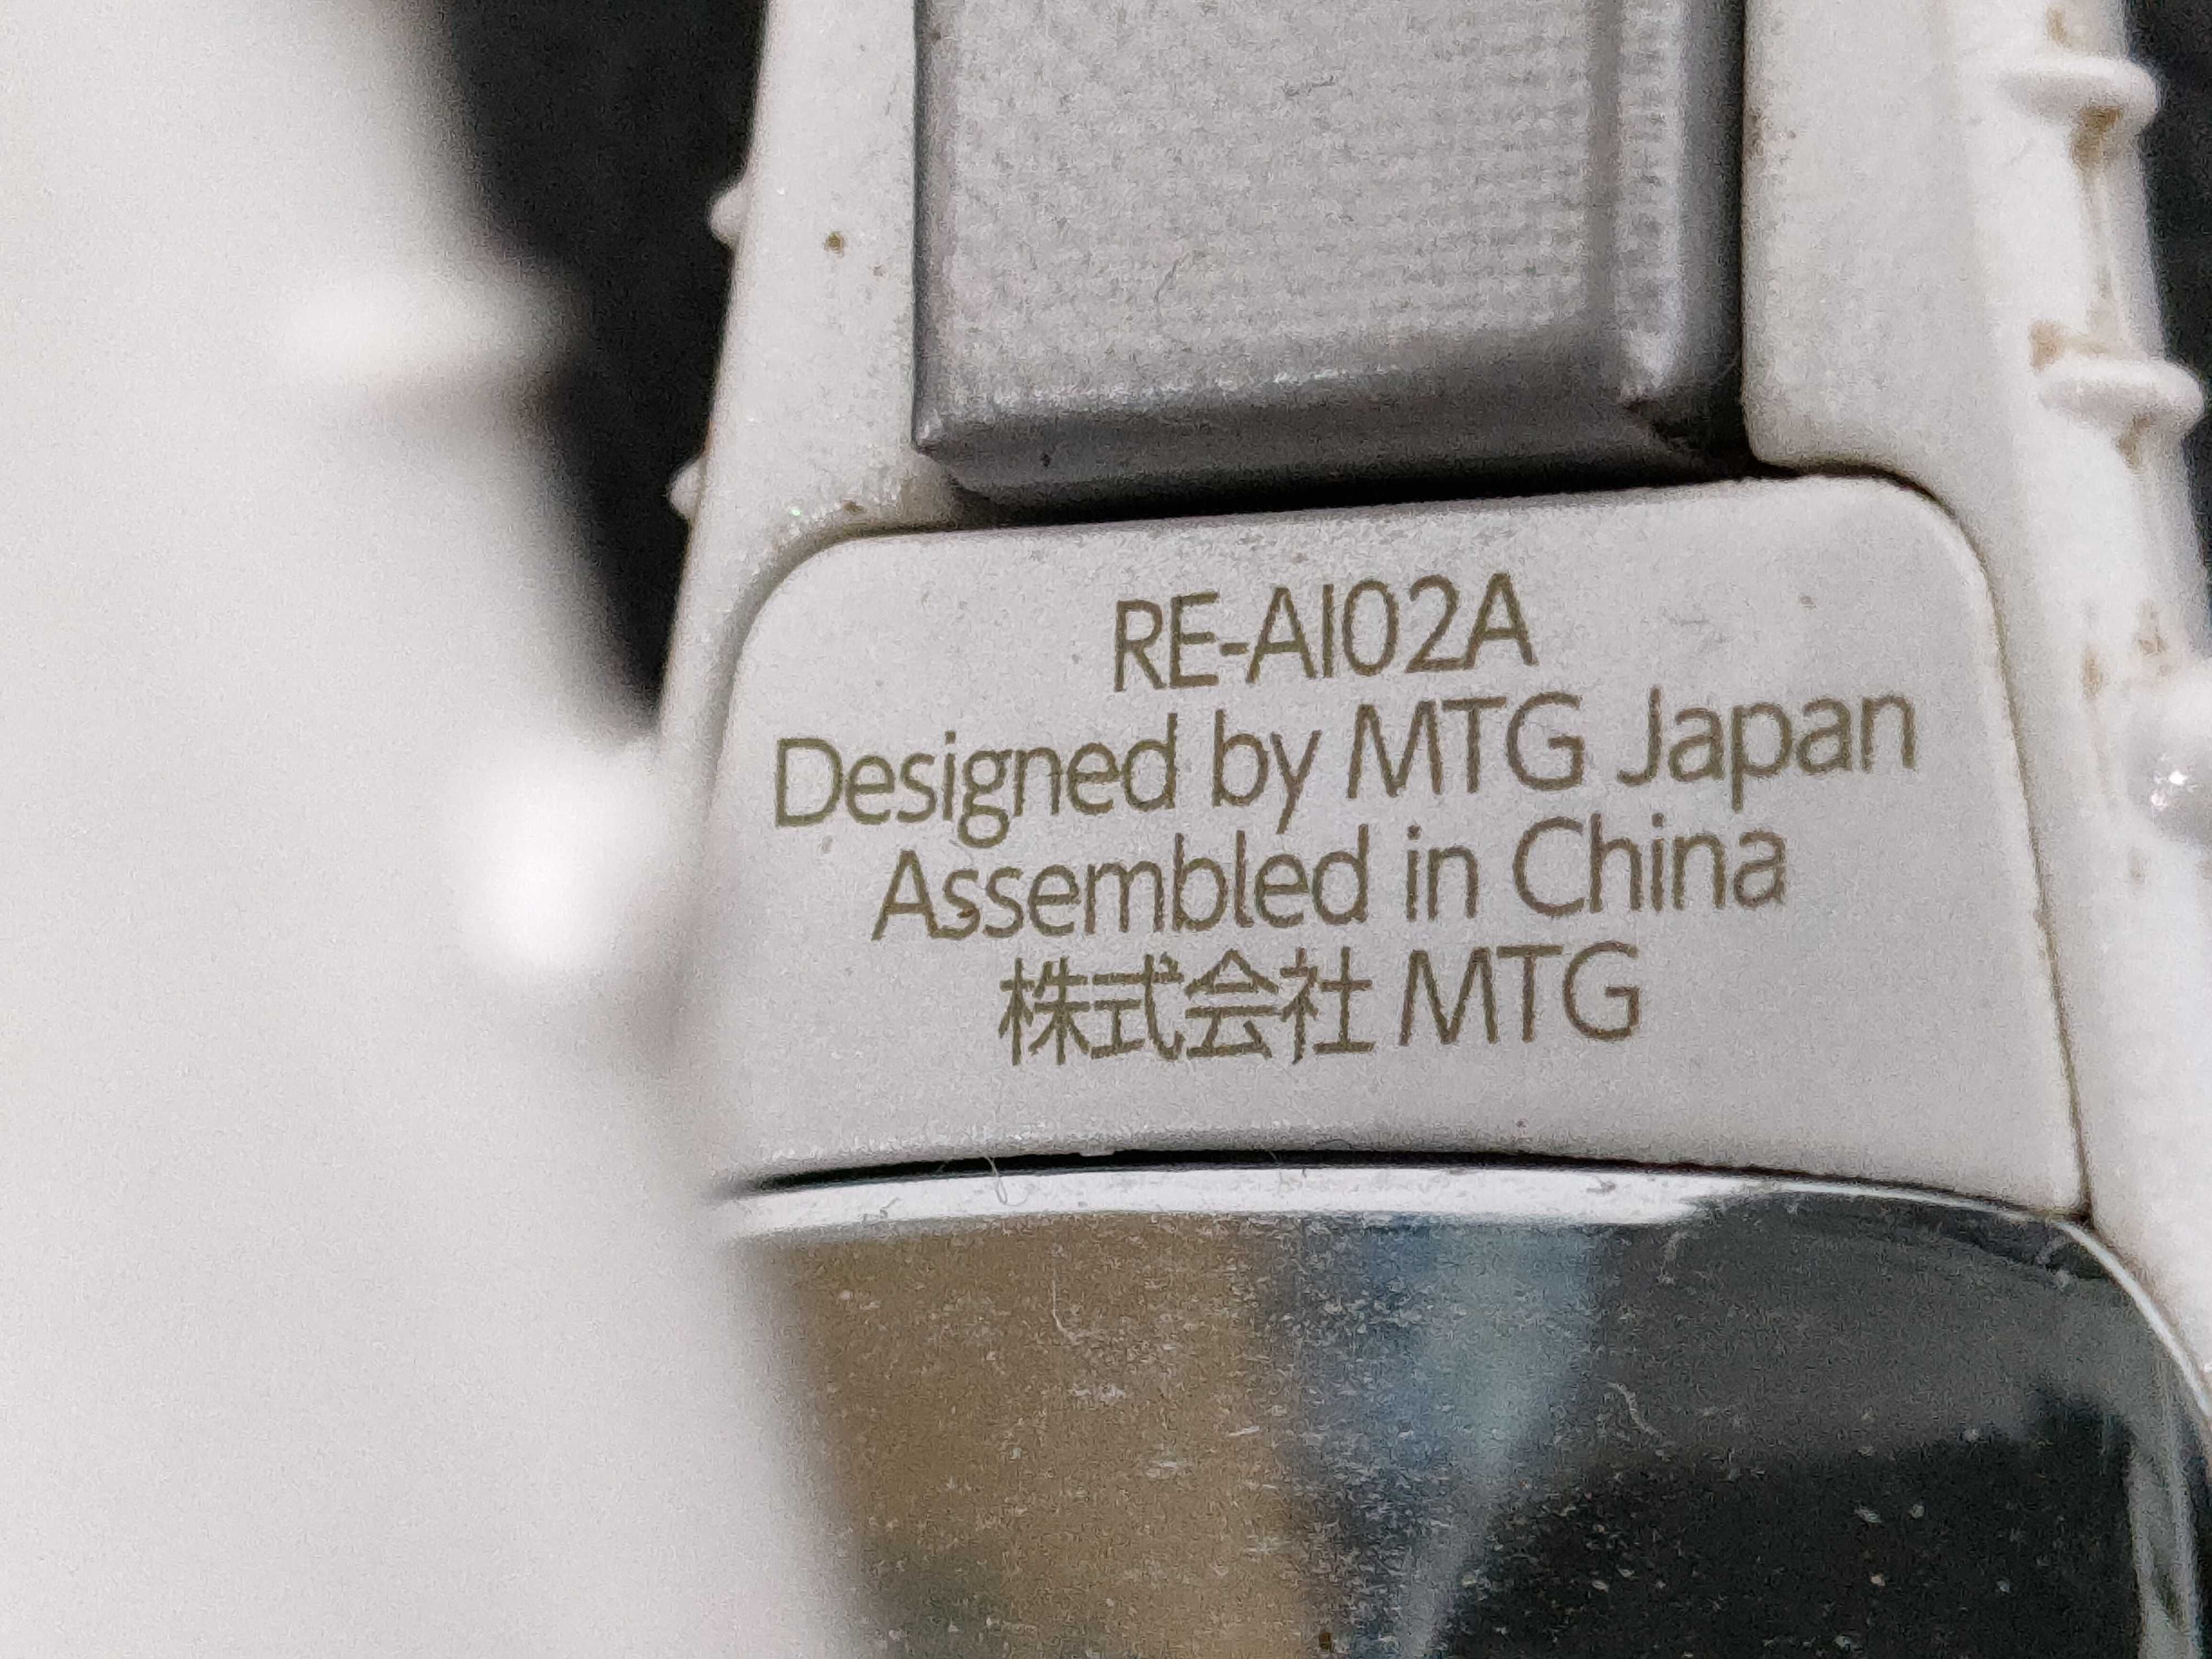 RE-AI02A
Designed by MTG Japan
Assembled in China
株式会社 MTG